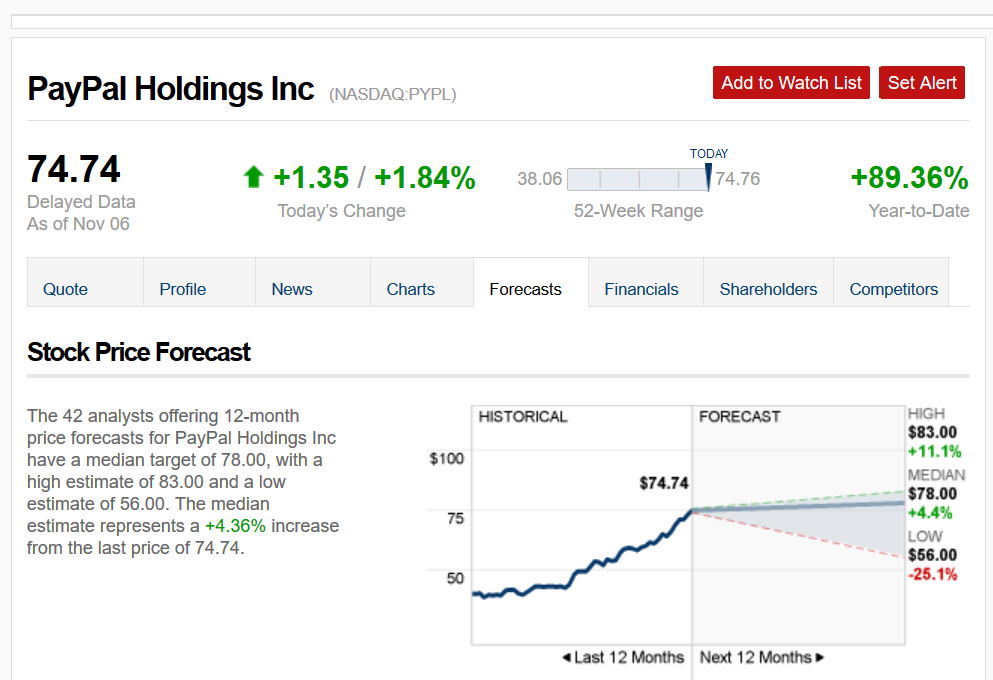 PayPal Holdings Inc (NASDAQ:PYPL)
Add to Watch List
Set Alert
74.74
Delayed Data
As of Nov 06
+1.35 / +1.84%
Today's Change
TODAY
38.06
74.76
52-Week Range
+89.36%
Year-to-Date
Quote
Profile
News
Charts
Forecasts
Financials
Shareholders
Competitors
Stock Price Forecast
The 42 analysts offering 12-month
price forecasts for PayPal Holdings Inc
have a median target of 78.00, with a
high estimate of 83.00 and a low
estimate of 56.00. The median
estimate represents a +4.36% increase
from the last price of 74.74.
HISTORICAL
FORECAST
$100
75
50
$74.74
HIGH
$83.00
+11.1%
MEDIAN
$78.00
+4.4%
LOW
$56.00
-25.1%
Last 12 Months
Next 12 Months